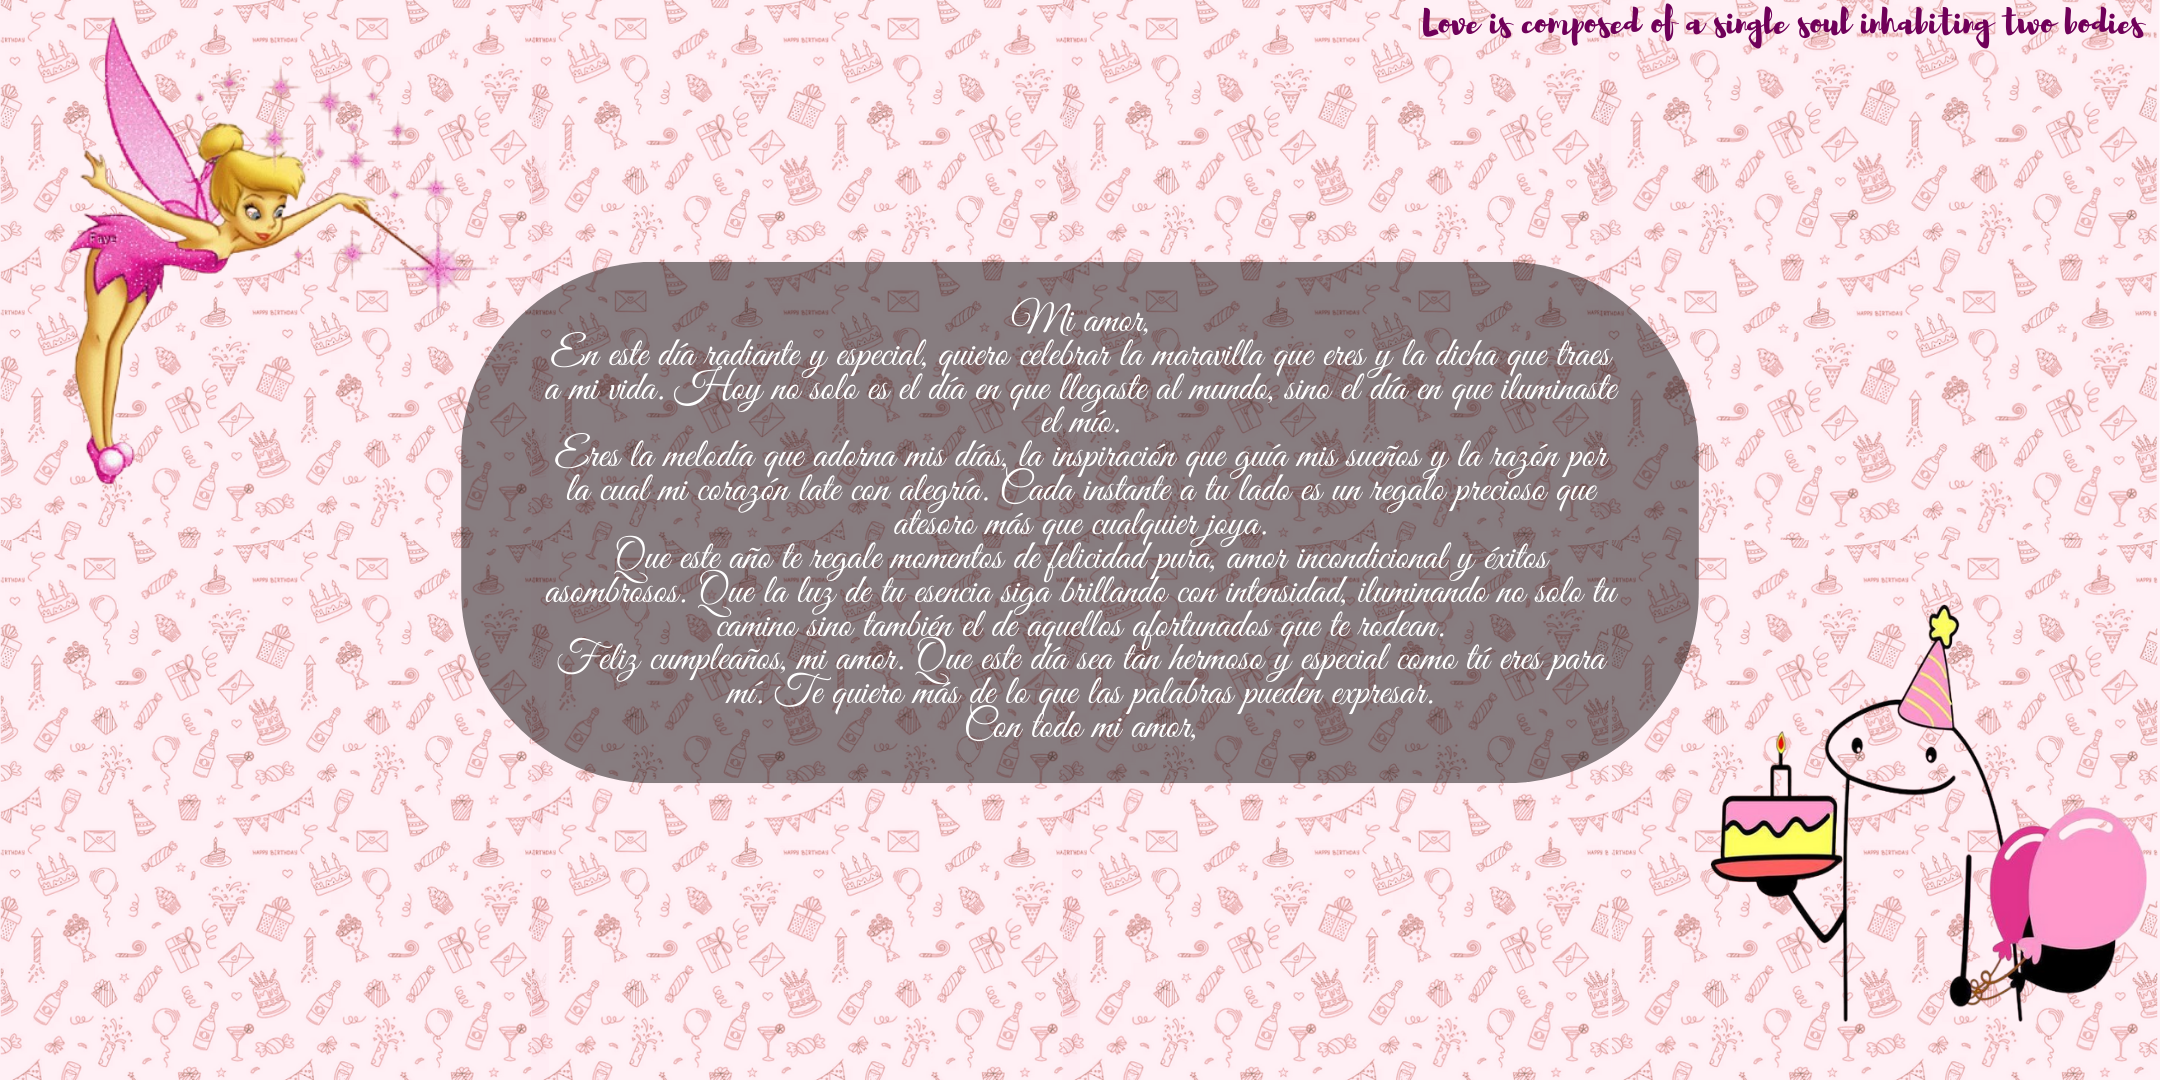 Love is composed of a single soul inhabiting two bodies
Faye
Mi amor,
En este día radiante y especial, quiero celebrar la maravilla que eres y la dicha que traes
a mi vida. Hoy no solo es el día en que llegaste al mundo, sino el día en que iluminaste
el mío.
Eres la melodía que adorna mis días, la inspiración que guía mis sueños y la razón por
la cual mi corazón late con alegría. Cada instante a tu lado es un regalo precioso que
atesoro más que cualquier joya.
Que este año te regale momentos de felicidad pura, amor incondicional y éxitos
asombrosos. Que la luz de tu esencia siga brillando con intensidad, iluminando no solo tu
camino sino también el de aquellos afortunados que te rodean.
Feliz cumpleaños, mi amor. Que este día sea tan hermoso y especial como tú eres para
mí. Te quiero más de lo que las palabras pueden expresar.
Con todo mi amor,
HAPPY BIRTHDAY